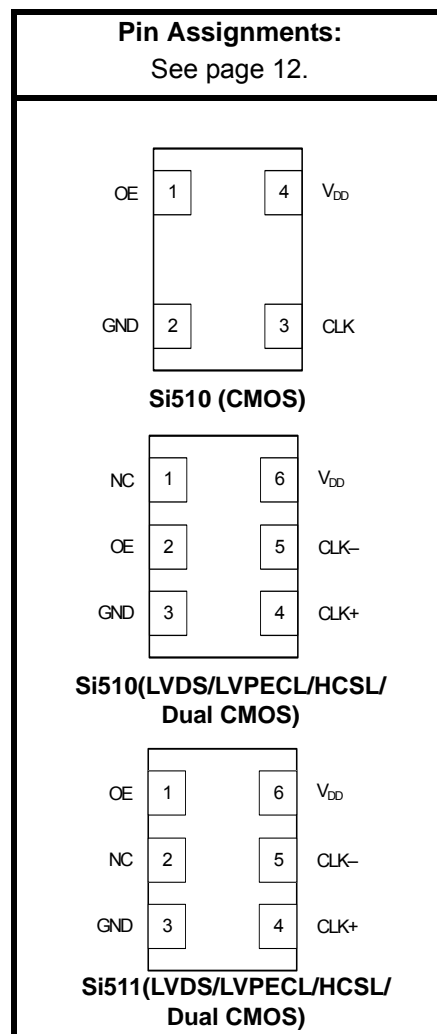 Pin Assignments:
See page 12.
OE 1 4 VDD
GND 2 3 CLK
Si510 (CMOS)
NC 1 6 VDD
OE 2 5 CLK–
GND 3 4 CLK+
Si510(LVDS/LVPECL/HCSL/
Dual CMOS)
OE 1 6 VDD
NC 2 5 CLK–
GND 3 4 CLK+
Si511(LVDS/LVPECL/HCSL/
Dual CMOS)